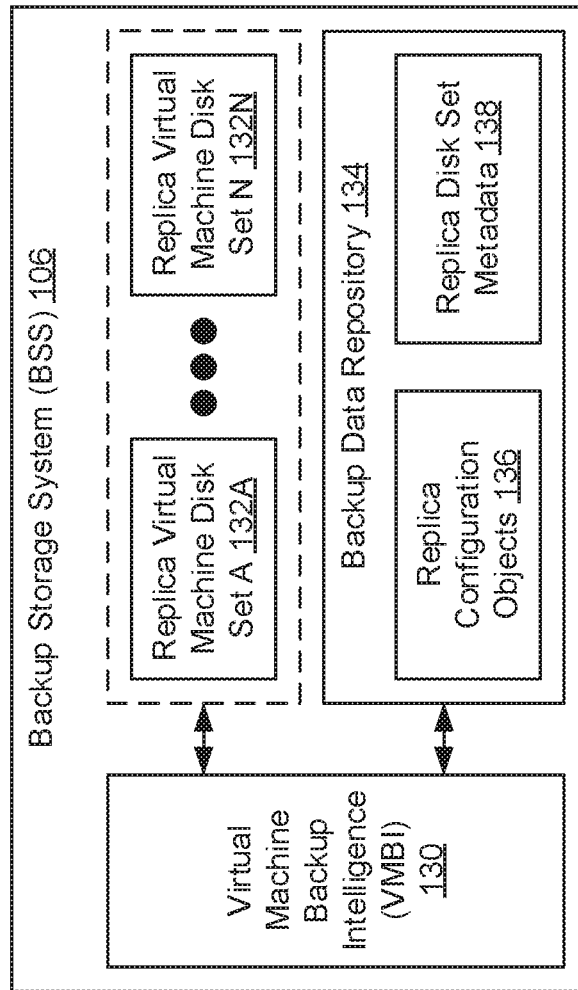 Backup Storage System (BSS) 106
Virtual
Machine
Backup
Intelligence
(VMBI)
130
Replica Virtual
Machine Disk
Set A 132A
Replica Virtual
Machine Disk
Set N 132N
Backup Data Repository 134
Replica
Configuration
Objects 136
Replica Disk Set
Metadada 138